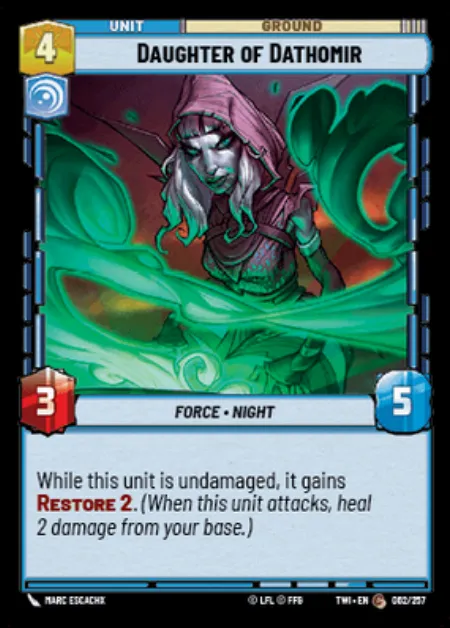 UNIT GROUND
4 DAUGHTER OF DATHOMIR
3 FORCE • NIGHT 5
While this unit is undamaged, it gains
RESTORE 2. (When this unit attacks, heal
2 damage from your base.)
MARC ESCACHX © LFL © FFG TWI • EN C 062/257